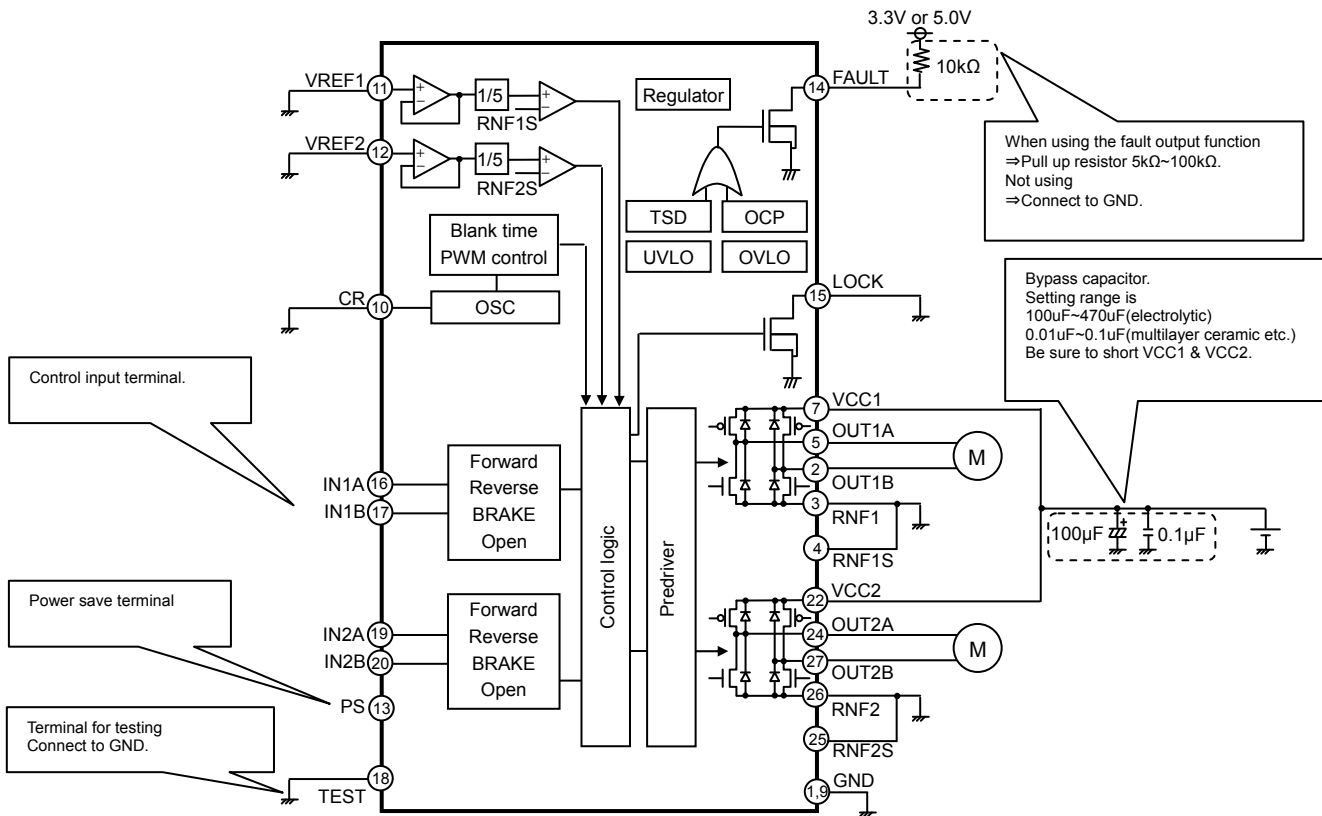 3.3V or 5.0V
10kΩ
When using the fault output function
⇒Pull up resistor 5kΩ~100kΩ.
Not using
⇒Connect to GND.
VREF1
11
+
−
1/5
RNF1S
+
−
Regulator
14
FAULT
VREF2
12
+
−
1/5
RNF2S
+
−
TSD
OCP
UVLO
OVLO
Blank time
PWM control
OSC
CR
10
15
LOCK
Bypass capacitor.
Setting range is
100uF~470uF(electrolytic)
0.01uF~0.1uF(multilayer ceramic etc.)
Be sure to short VCC1 & VCC2.
Control input terminal.
IN1A
16
IN1B
17
Forward
Reverse
BRAKE
Open
Control logic
Predriver
7
VCC1
5
OUT1A
M
2
OUT1B
3
RNF1
4
RNF1S
100µF
+
0.1µF
Power save terminal
IN2A
19
IN2B
20
Forward
Reverse
BRAKE
Open
22
VCC2
24
OUT2A
M
27
OUT2B
26
RNF2
25
RNF2S
PS
13
Terminal for testing
Connect to GND.
18
TEST
1,9
GND